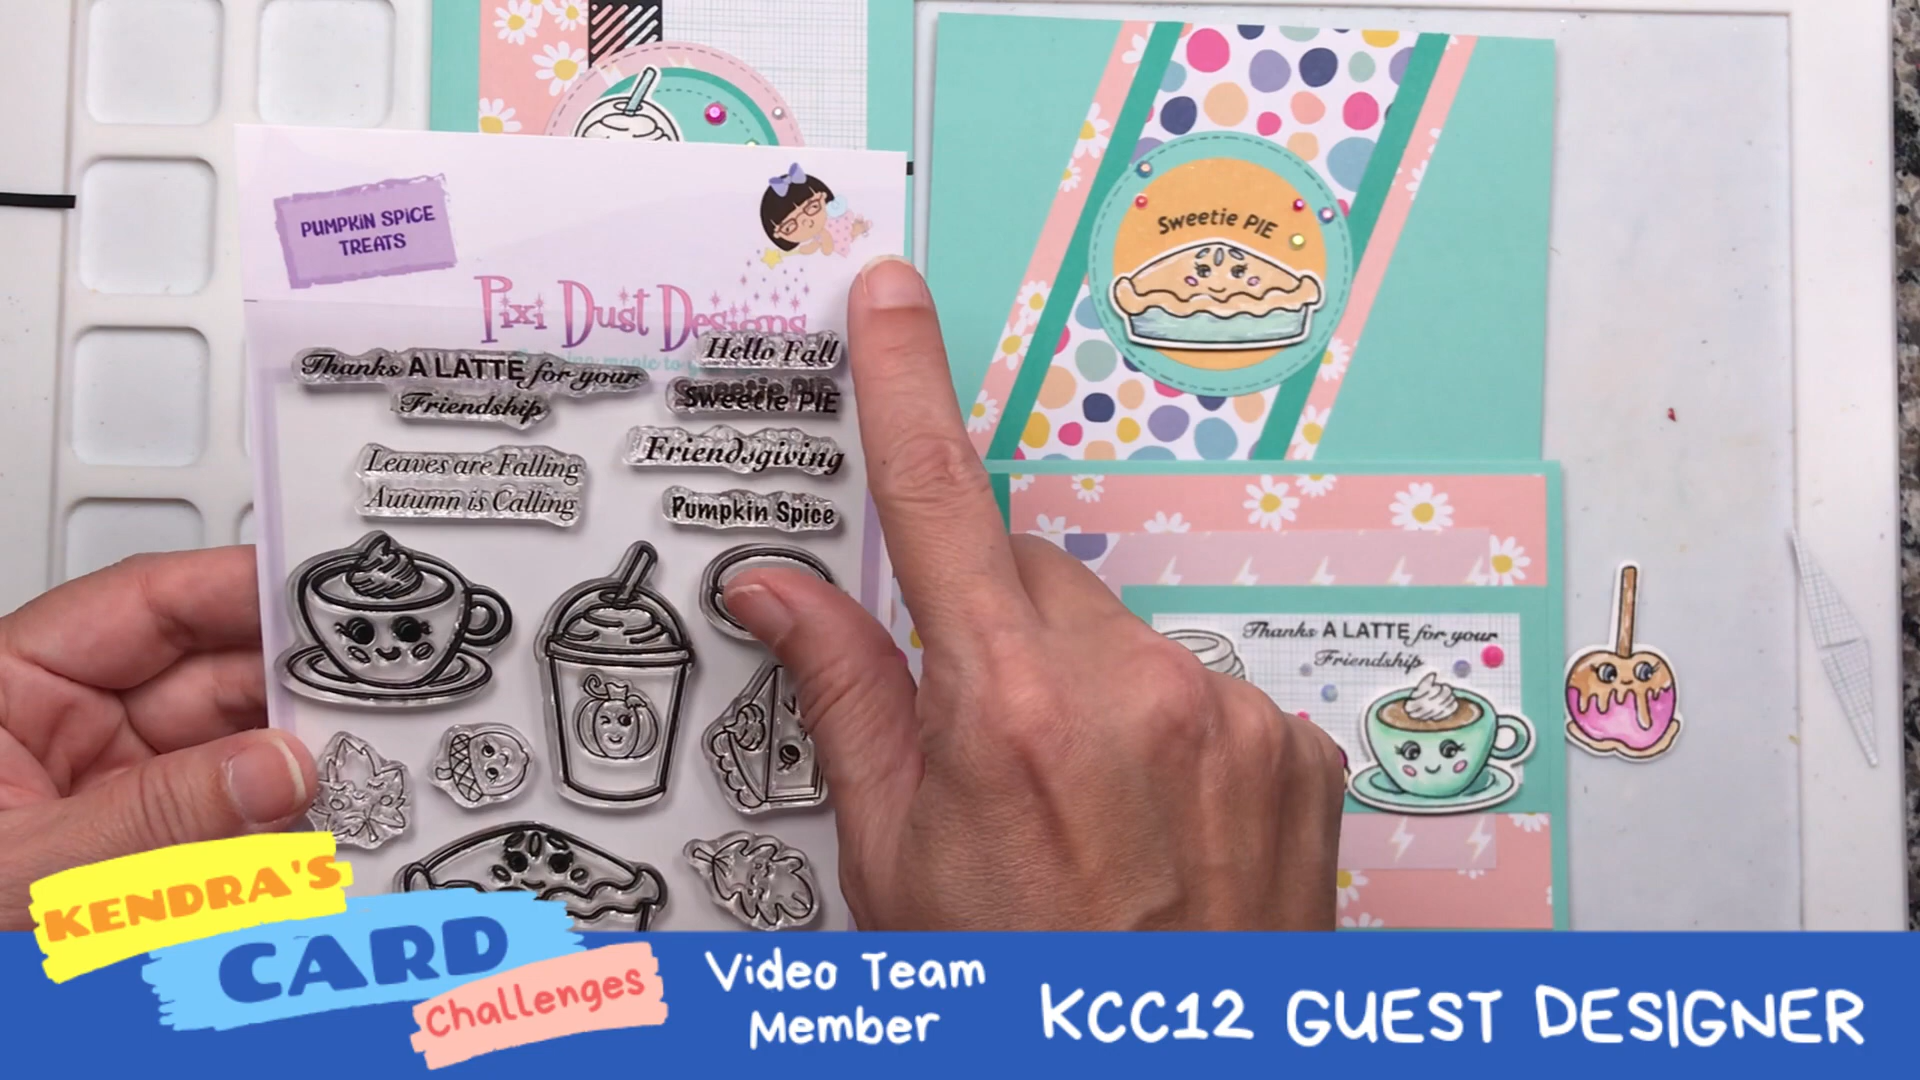 PUMPKIN SPICE
TREATS
Pixi Dust Designs
Thanks A LATTE for your
Friendship
Hello Fall
Sweetie PIE
Friendsgiving
Leaves are Falling
Autumn is Calling
Pumpkin Spice
Sweetie PIE
Thanks A LATTE for your
Friendship
KENDRA'S
CARD
Challenges
Video Team
Member
KCC12 GUEST DESIGNER